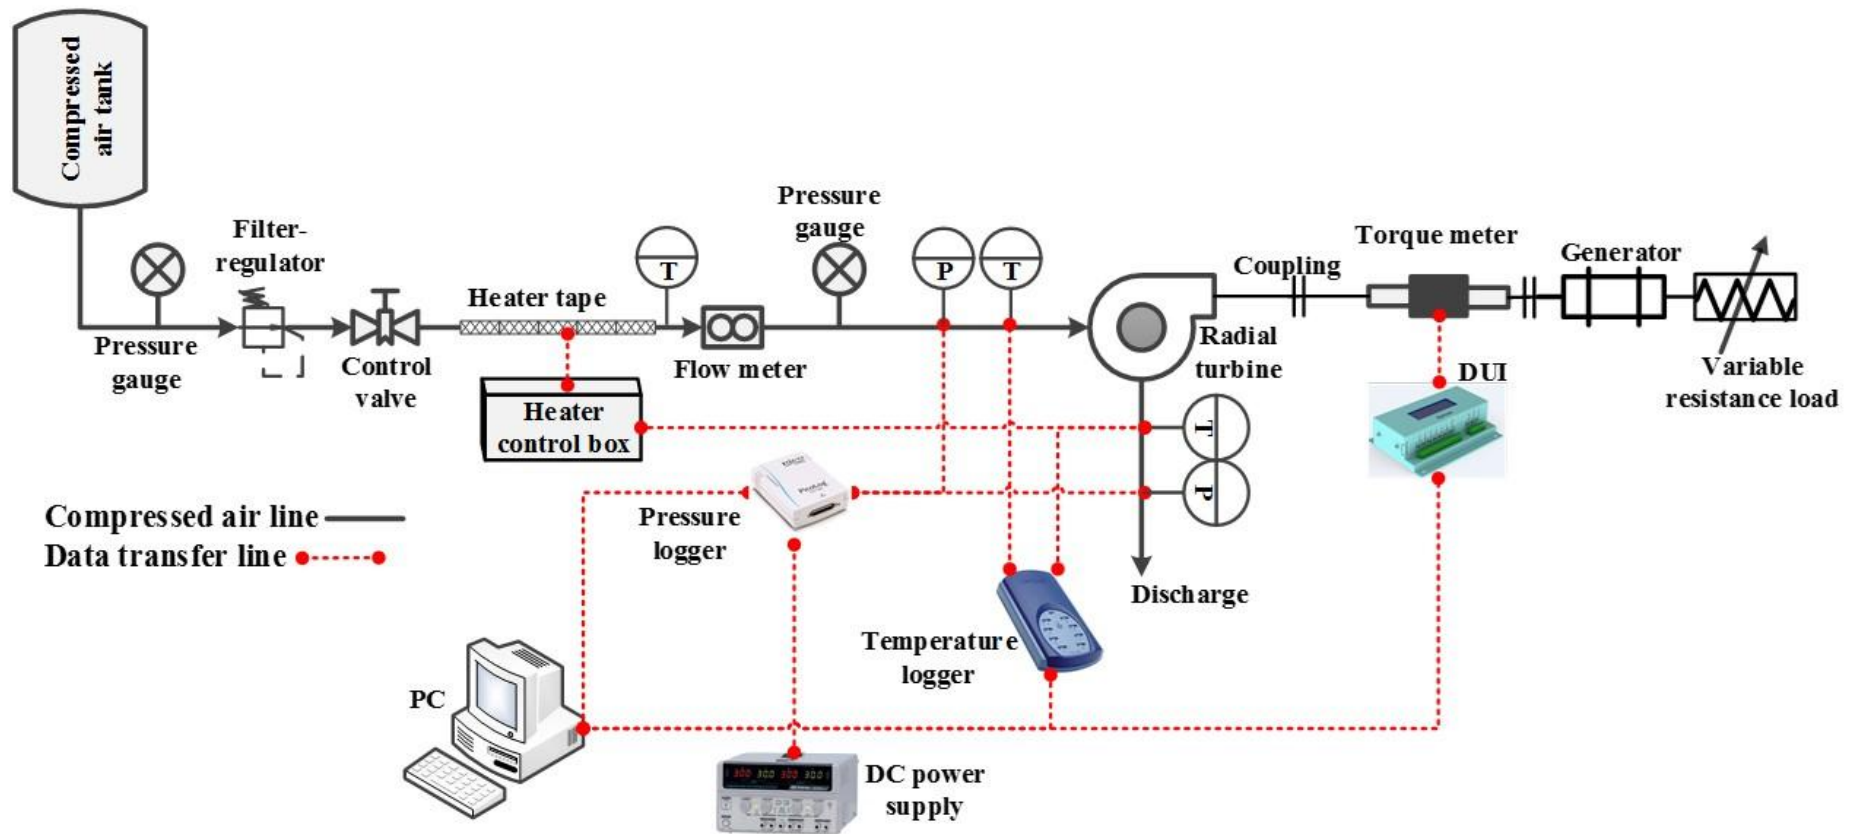 Compressed
air tank
Pressure
gauge
Filter-
regulator
Control
valve
Heater tape
T
Flow meter
Pressure
gauge
P
T
Radial
turbine
Coupling
Torque meter
Generator
Variable
resistance load
DUI
Heater
control box
T
P
Discharge
Pressure
logger
Compressed air line
Data transfer line
Temperature
logger
PC
DC power
supply